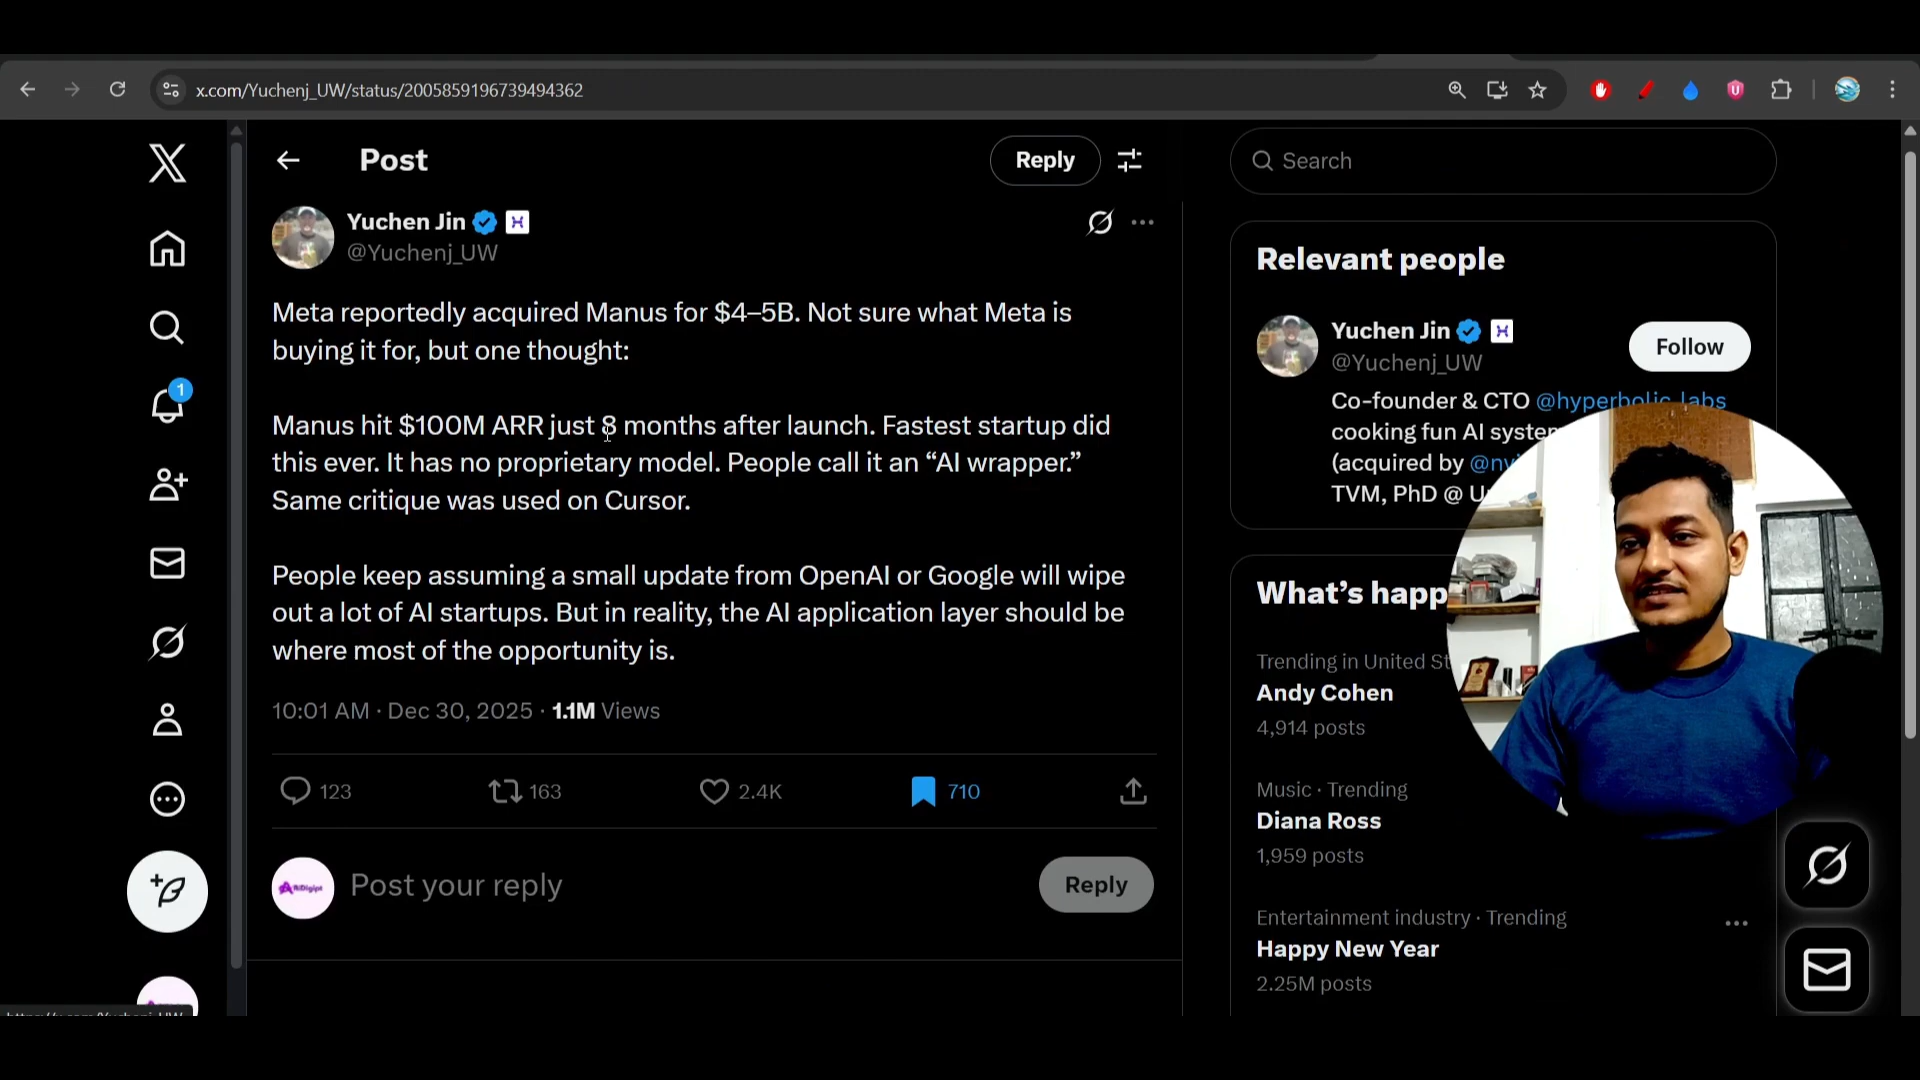 x.com/Yuchenj_UW/status/2005859196739494362
Post
Reply
Search
Yuchen Jin
@Yuchenj_UW
Meta reportedly acquired Manus for $4–5B. Not sure what Meta is
buying it for, but one thought:
Manus hit $100M ARR just 8 months after launch. Fastest startup did
this ever. It has no proprietary model. People call it an “AI wrapper.”
Same critique was used on Cursor.
People keep assuming a small update from OpenAI or Google will wipe
out a lot of AI startups. But in reality, the AI application layer should be
where most of the opportunity is.
10:01 AM · Dec 30, 2025 · 1.1M Views
123
163
2.4K
710
Post your reply
Reply
1
Relevant people
Yuchen Jin
@Yuchenj_UW
Follow
Co-founder & CTO @hyperbolic_labs
cooking fun AI
(acquired by
TVM, PhD @
What’s
Trending in United
Andy Cohen
4,914 posts
Music · Trending
Diana Ross
1,959 posts
Entertainment industry · Trending
Happy New Year
2.25M posts